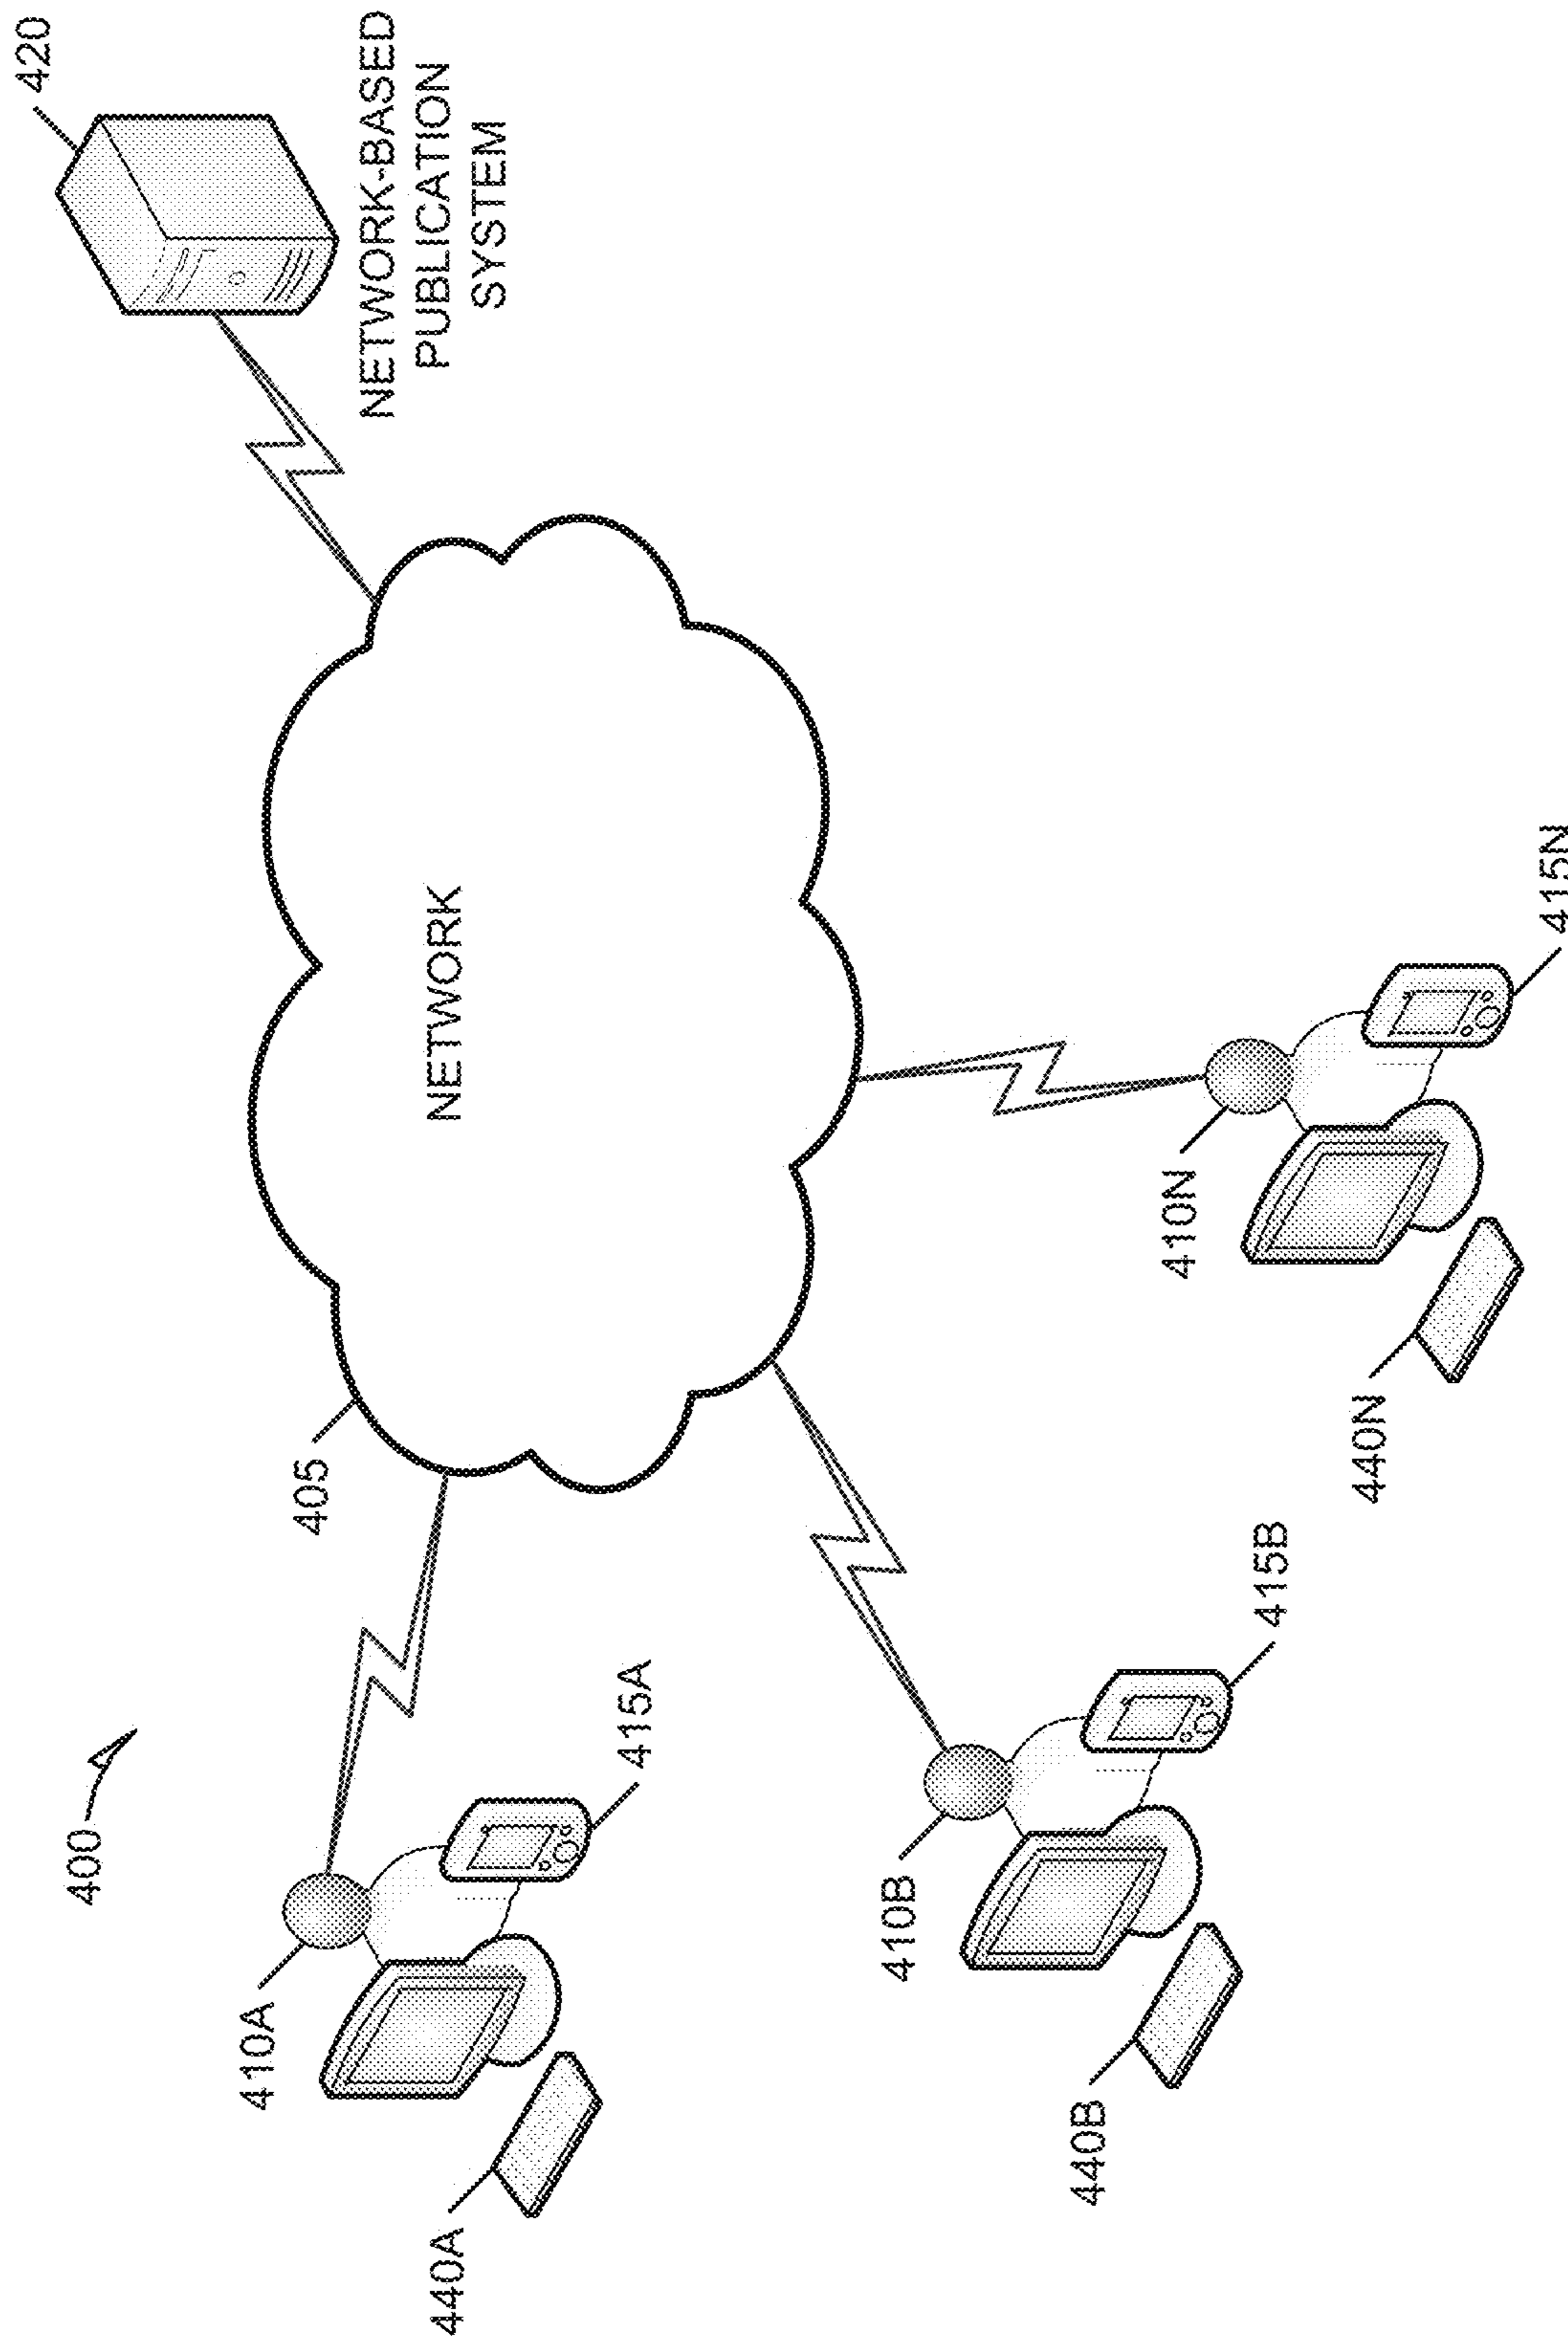 400
405
420
NETWORK-BASED
PUBLICATION
SYSTEM
NETWORK
410A
415A
440A
410B
415B
440B
410N
415N
440N